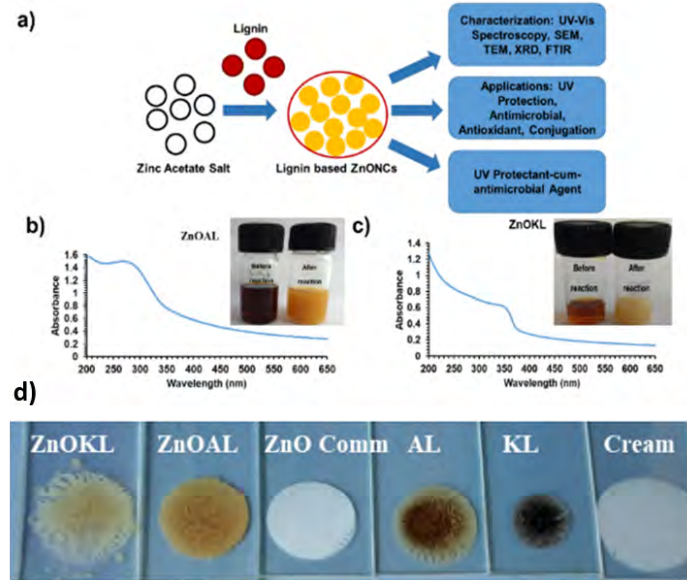 a)
Lignin
Zinc Acetate Salt
Lignin based ZnONCs
Characterization: UV-Vis
Spectroscopy, SEM,
TEM, XRD, FTIR
Applications: UV
Protection,
Antimicrobial,
Antioxidant, Conjugation
UV Protectant-cum-
antimicrobial Agent
b)
ZnOAL
Before
reaction
After
reaction
Absorbance
1.6
1.4
1.2
1
0.8
0.6
0.4
0.2
0
200 250 300 350 400 450 500 550 600 650
Wavelength (nm)
c)
ZnOKL
Before
reaction
After
reaction
Absorbance
1.4
1.2
1
0.8
0.6
0.4
0.2
0
200 250 300 350 400 450 500 550 600 650
Wavelength (nm)
d)
ZnOKL ZnOAL ZnO Comm AL KL Cream